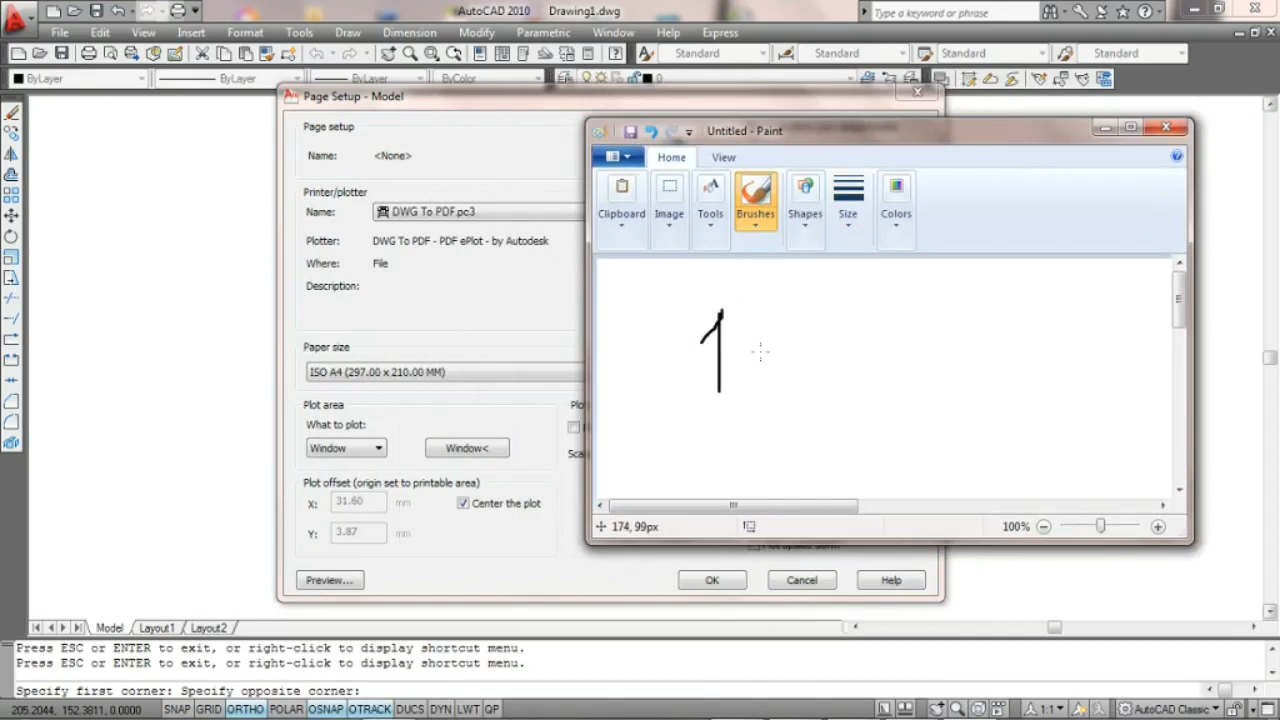 AutoCAD 2010 Drawing1.dwg
Type a keyword or phrase
File Edit View Insert Format Tools Draw Dimension Modify Parametric Window Help Express
Standard Standard Standard Standard
ByLayer ByLayer ByLayer ByColor 0
Page Setup - Model
Page setup
Name: <None>
Printer/plotter
Name: DWG To PDF.pc3
Plotter: DWG To PDF - PDF ePlot - by Autodesk
Where: File
Description:
Paper size
ISO A4 (297.00 x 210.00 MM)
Plot area
What to plot:
Window Window<
Plot offset (origin set to printable area)
X: 31.60 mm Center the plot
Y: 3.87 mm
Preview... OK Cancel Help
Untitled - Paint
Home View
Clipboard Image Tools Brushes Shapes Size Colors
1
174, 99px 100%
Model Layout1 Layout2
Press ESC or ENTER to exit, or right-click to display shortcut menu.
Press ESC or ENTER to exit, or right-click to display shortcut menu.
Specify first corner: Specify opposite corner:
205.2044, 152.3811, 0.0000 SNAP GRID ORTHO POLAR OSNAP OTRACK DUCS DYN LWT QP 1:1 AutoCAD Classic